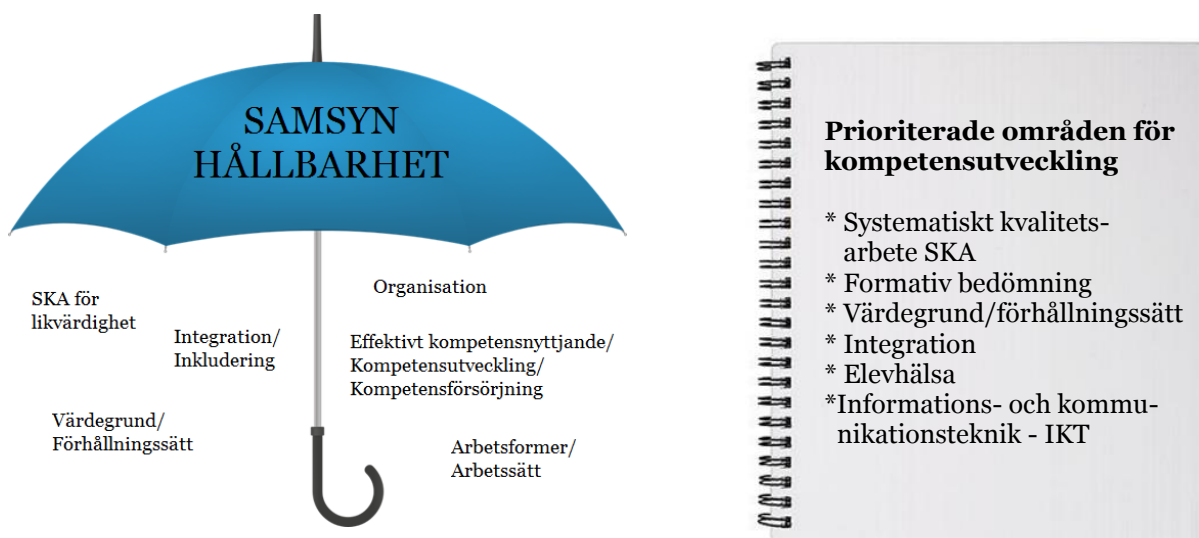 SAMSYN
HÅLLBARHET
SKA för
likvärdighet
Integration/
Inkludering
Värdegrund/
Förhållningssätt
Organisation
Effektivt kompetensnyttjande/
Kompetensutveckling/
Kompetensförsörjning
Arbetsformer/
Arbetssätt
Prioriterade områden för
kompetensutveckling
* Systematiskt kvalitets-
arbete SKA
* Formativ bedömning
* Värdegrund/förhållningssätt
* Integration
* Elevhälsa
*Informations- och kommu-
nikationsteknik - IKT